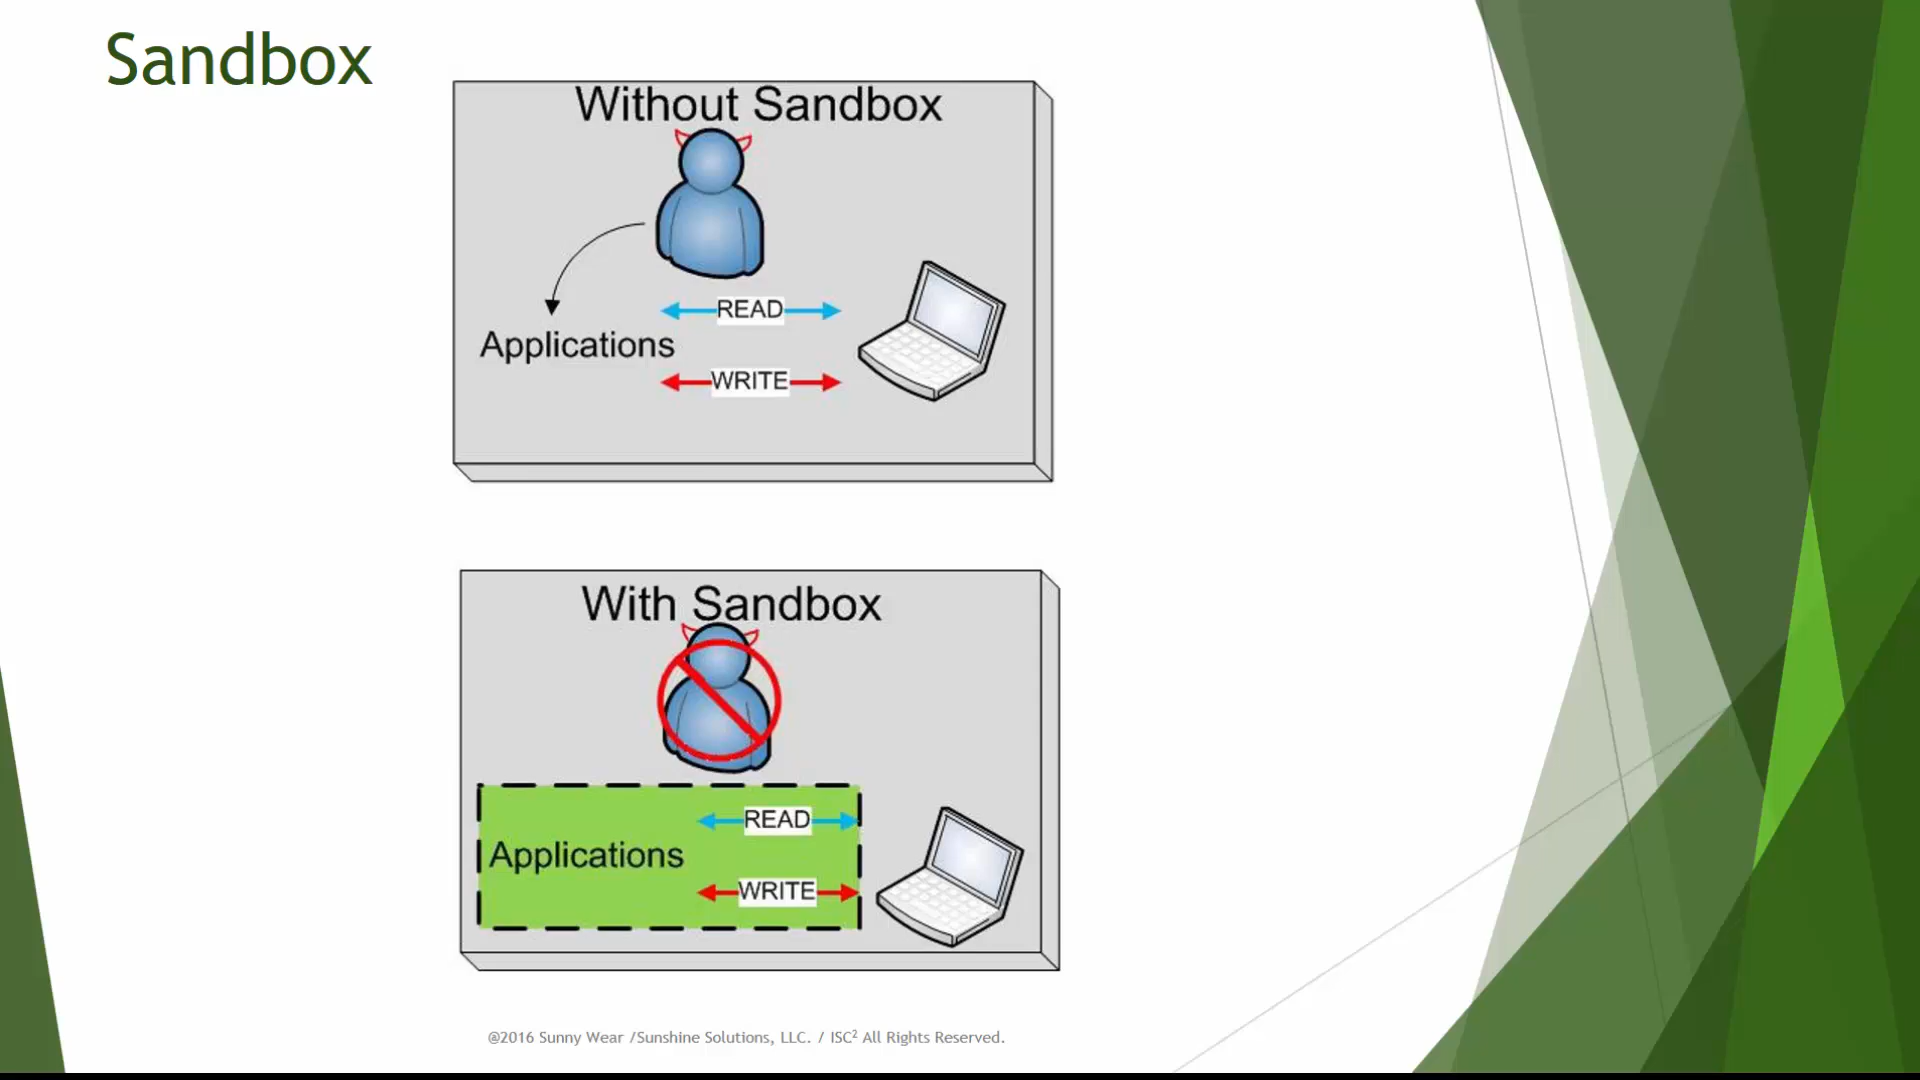 Sandbox
Without Sandbox
READ
Applications
WRITE
With Sandbox
READ
Applications
WRITE
@2016 Sunny Wear /Sunshine Solutions, LLC. / ISC² All Rights Reserved.